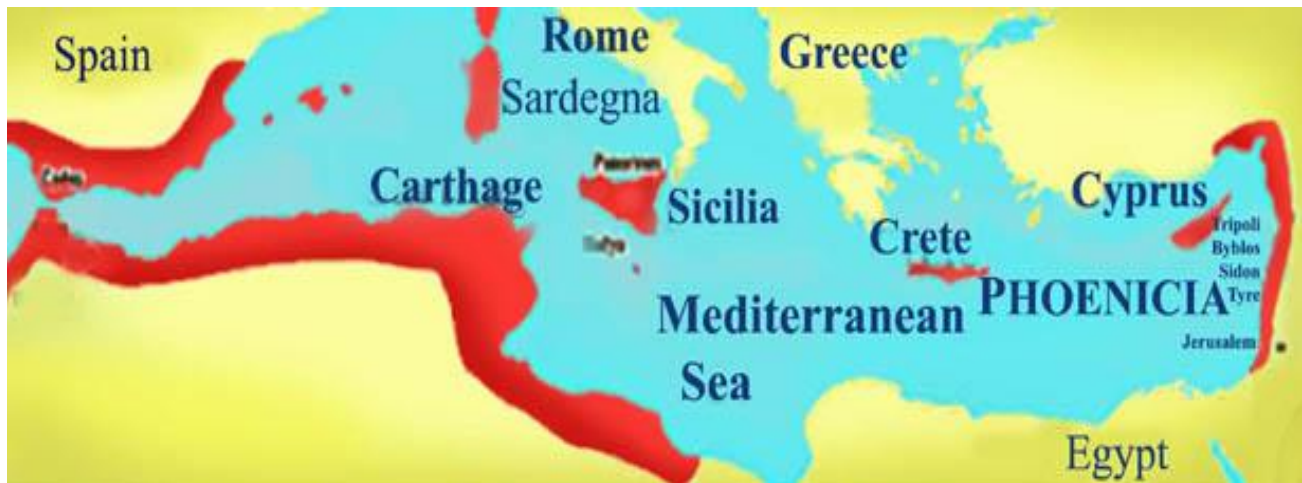 Spain
Rome
Greece
Sardegna
Carthage
Sicilia
Cyprus
Crete
Tripoli
Byblos
Sidon
PHOENICIA
Tyre
Mediterranean
Sea
Jerusalem
Egypt